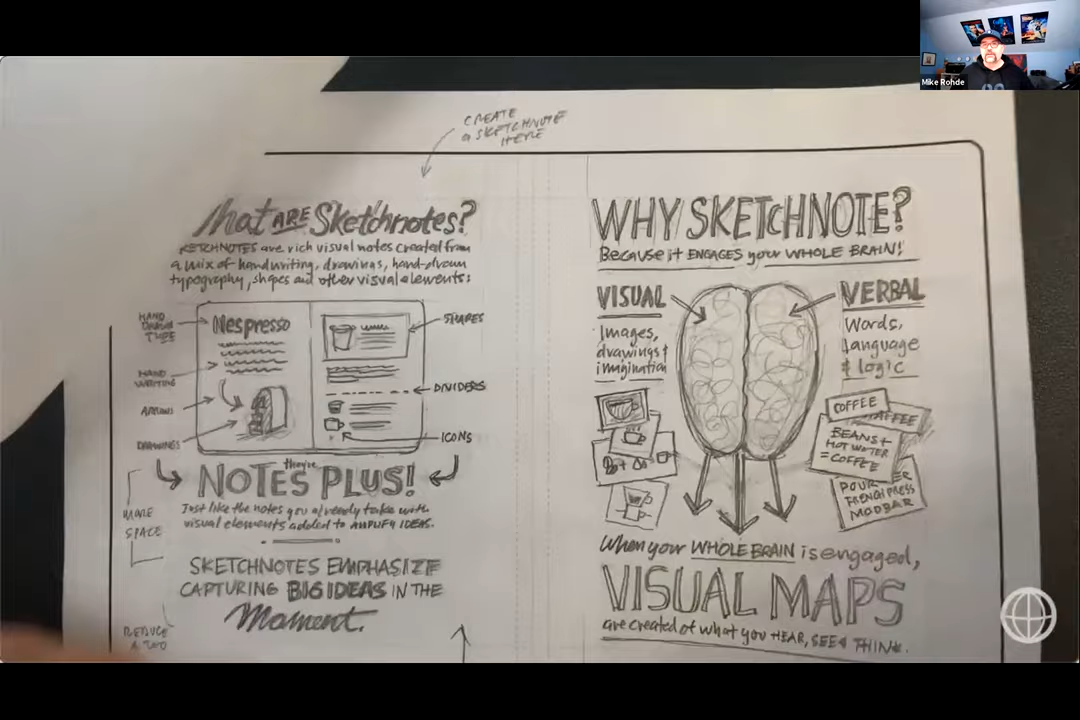 Mike Rohde
CREATE
a SKETCHNOTE
HERE
What ARE Sketchnotes?
KETCHNOTES are rich visual notes created from
a mix of handwriting, drawings, hand-drawn
typography, shapes and other visual elements:
HAND
DRAWN
TYPE
HAND
WRITING
ARROWS
DRAWINGS
Nespresso
SHAPES
DIVIDERS
ICONS
they're
NOTES PLUS!
Just like the notes you already take with
visual elements added to AMPLIFY IDEAS.
MORE
SPACE
SKETCHNOTES EMPHASIZE
CAPTURING BIG IDEAS IN THE
Moment.
REDUCE
WHY SKETCHNOTE?
Because it ENGAGES your WHOLE BRAIN!
VISUAL
Images,
drawings &
imagination
VERBAL
Words,
language
& logic
COFFEE
BEANS +
HOT WATER
= COFFEE
FRENCH PRESS
MODBAR
When your WHOLE BRAIN is engaged,
VISUAL MAPS
are created of what you HEAR, SEE & THINK.